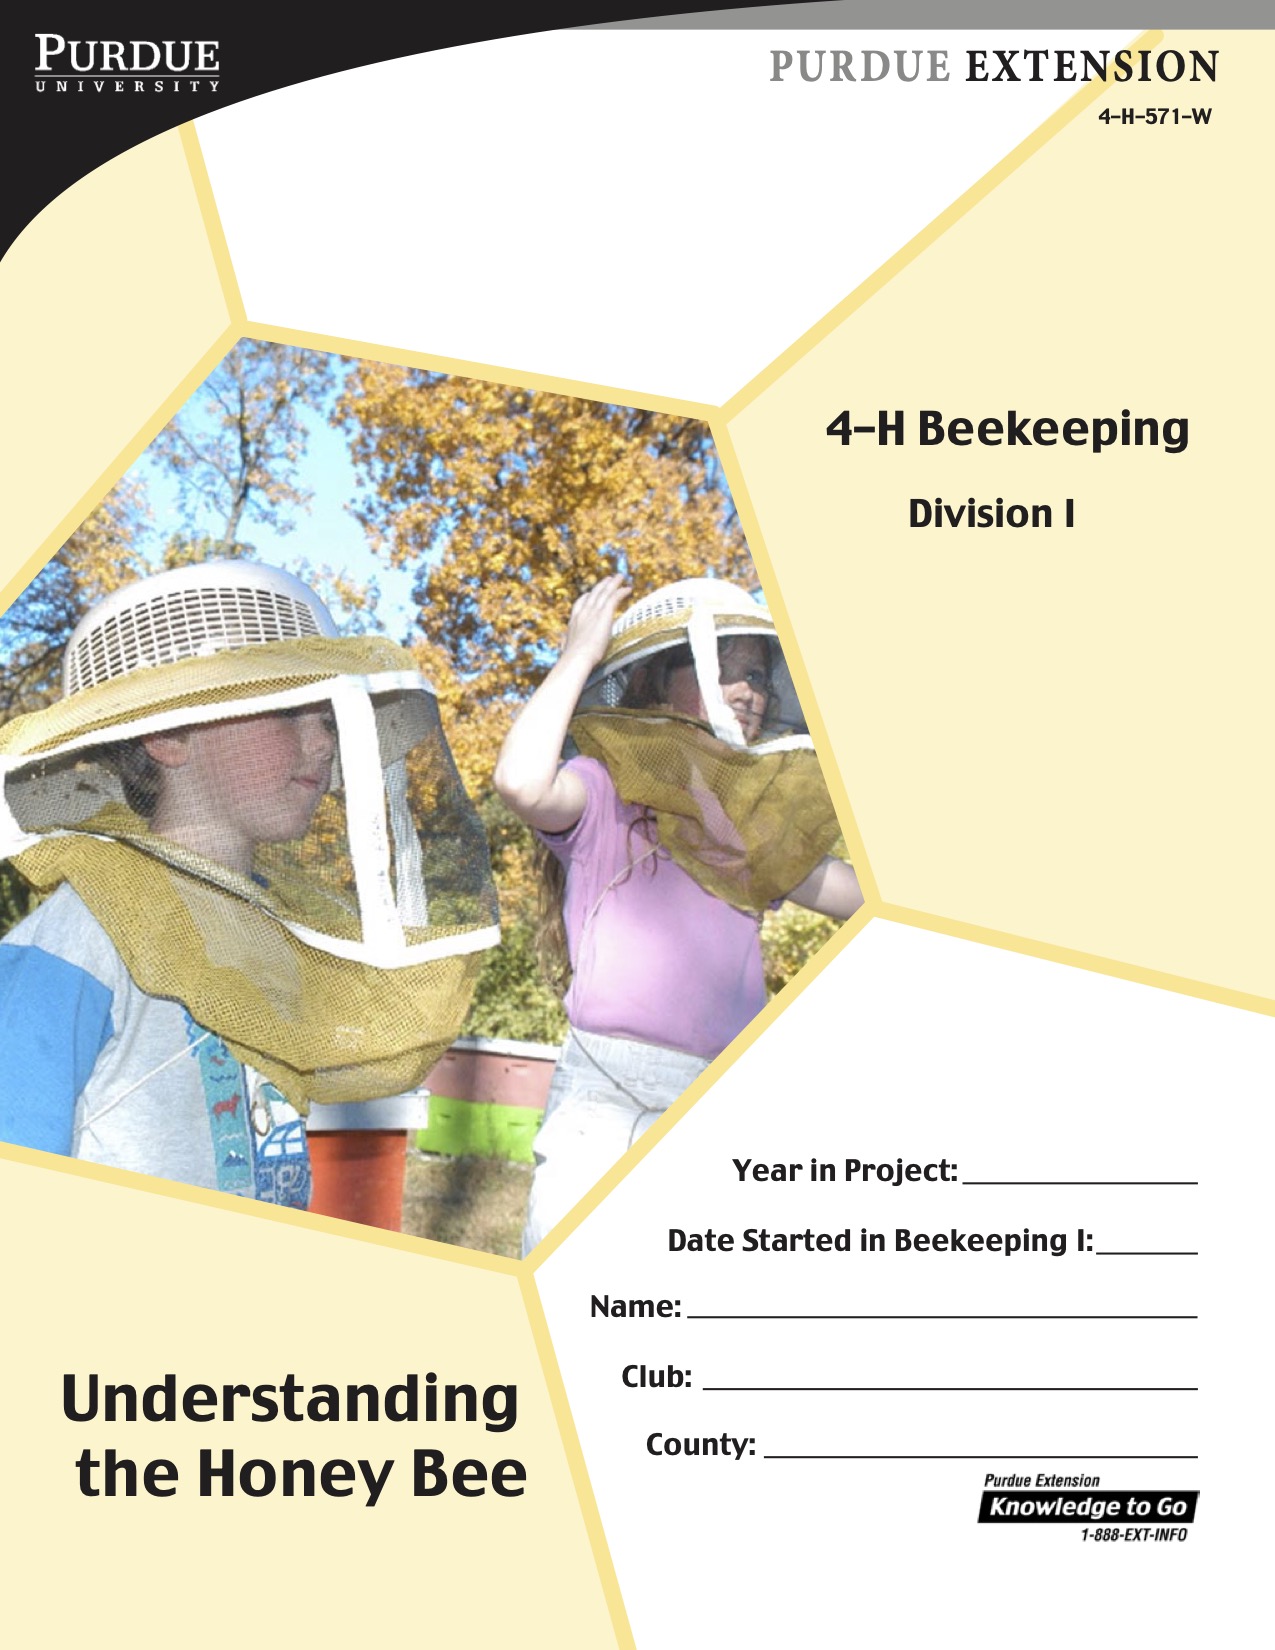 PURDUE
UNIVERSITY
PURDUE EXTENSION
4-H-571-W
4-H Beekeeping
Division I
Year in Project:
Date Started in Beekeeping I:
Name:
Club:
County:
Understanding
the Honey Bee
Purdue Extension
Knowledge to Go
1-888-EXT-INFO